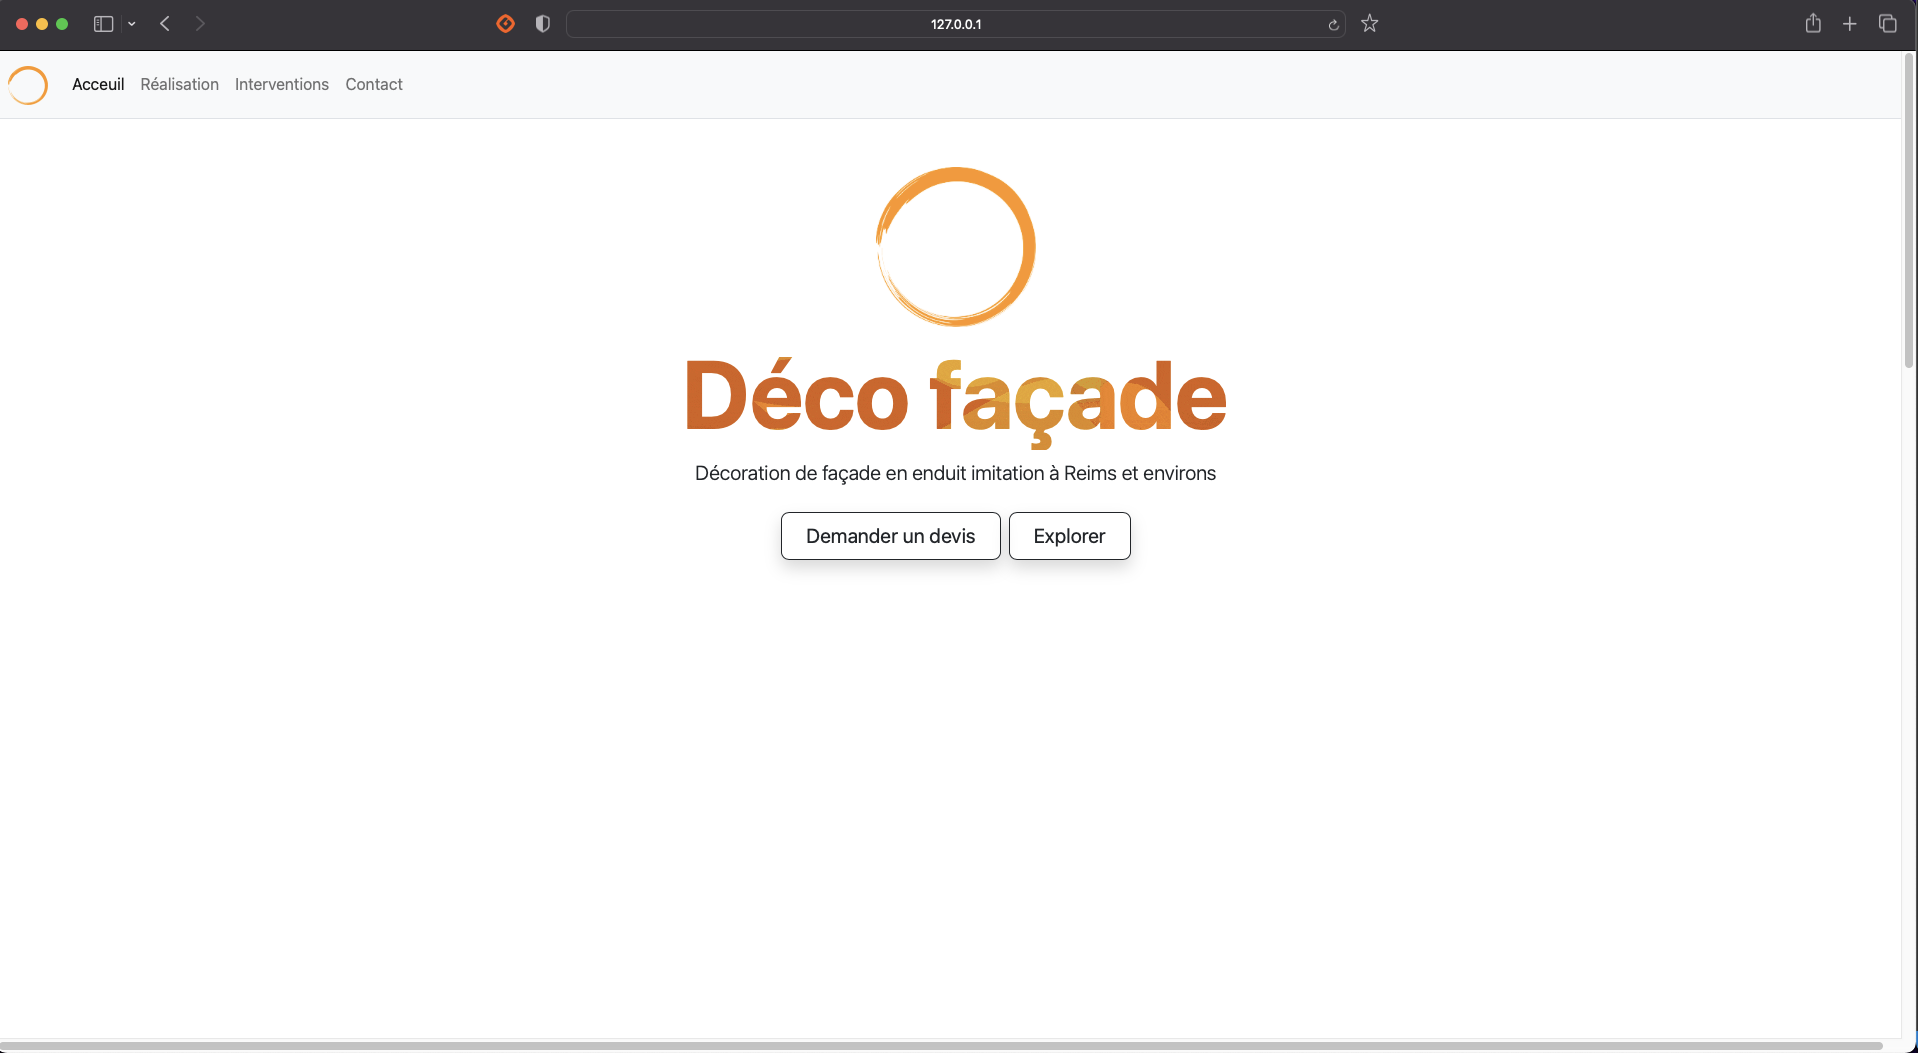 127.0.0.1
Acceuil Réalisation Interventions Contact
Déco façade
Décoration de façade en enduit imitation à Reims et environs
Demander un devis Explorer